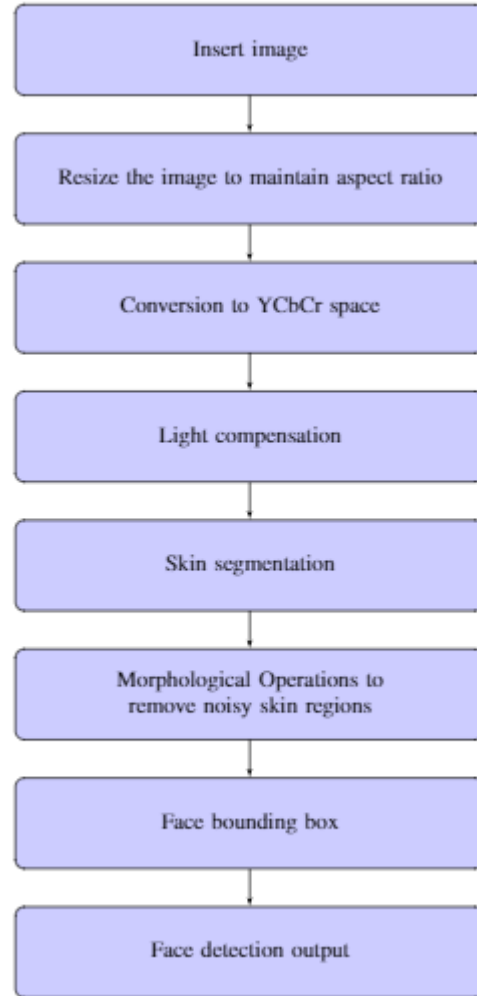 Insert image
Resize the image to maintain aspect ratio
Conversion to YCbCr space
Light compensation
Skin segmentation
Morphological Operations to
remove noisy skin regions
Face bounding box
Face detection output